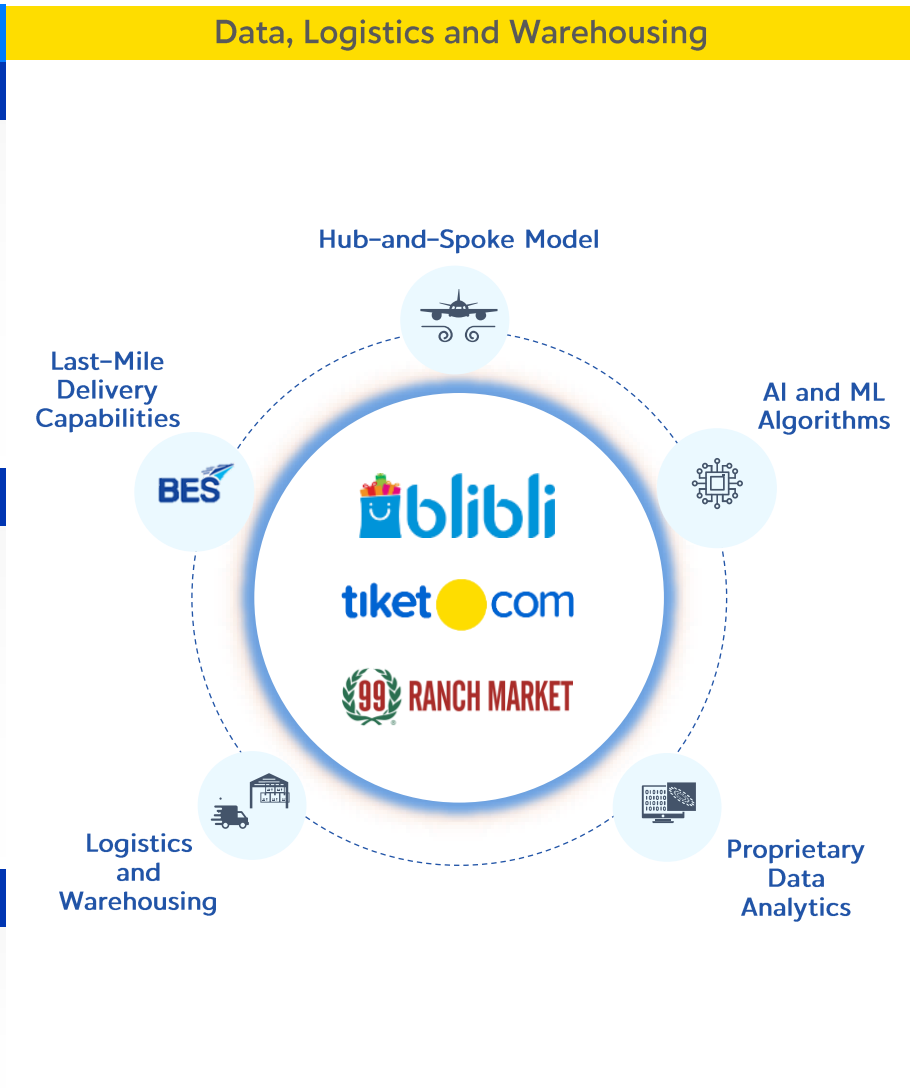 Data, Logistics and Warehousing
Hub-and-Spoke Model
Last-Mile
Delivery
Capabilities
AI and ML
Algorithms
BES
blibli
tiket com
99 RANCH MARKET
Logistics
and
Warehousing
Proprietary
Data
Analytics